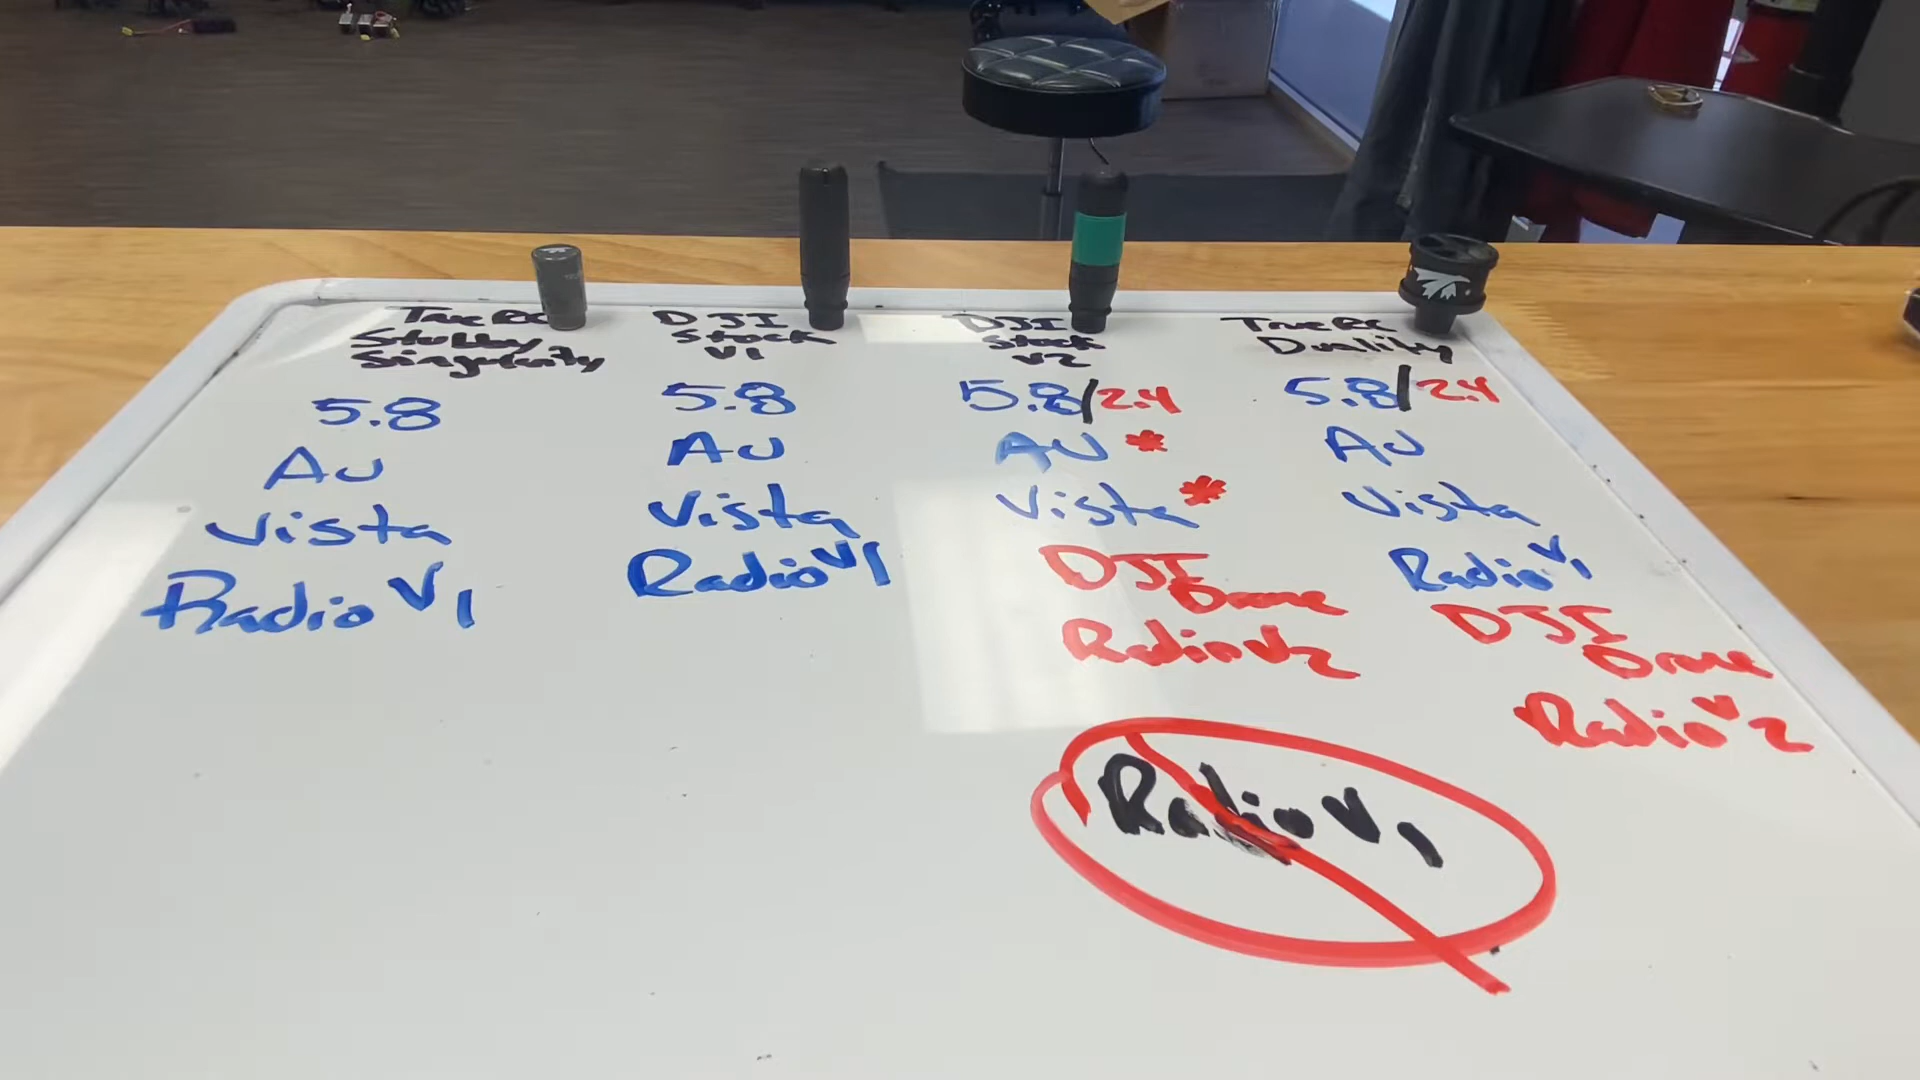 TrueRC
Stubby
Singularity
5.8
AU
Vista
Radio V1
DJI
Stock
V1
5.8
AU
Vista
Radio V1
DJI
Stock
V2
5.8/2.4
AU *
Vista *
DJI
Drone
Radio V2
Radio V1
TrueRC
Duality
5.8/2.4
AU
Vista
Radio V1
DJI
Drone
Radio V2